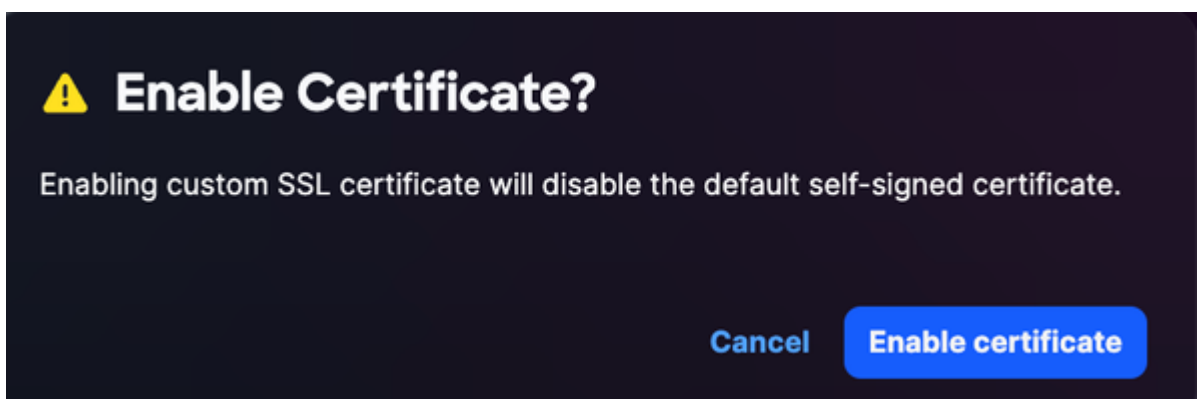 Enable Certificate?
Enabling custom SSL certificate will disable the default self-signed certificate.
Cancel Enable certificate